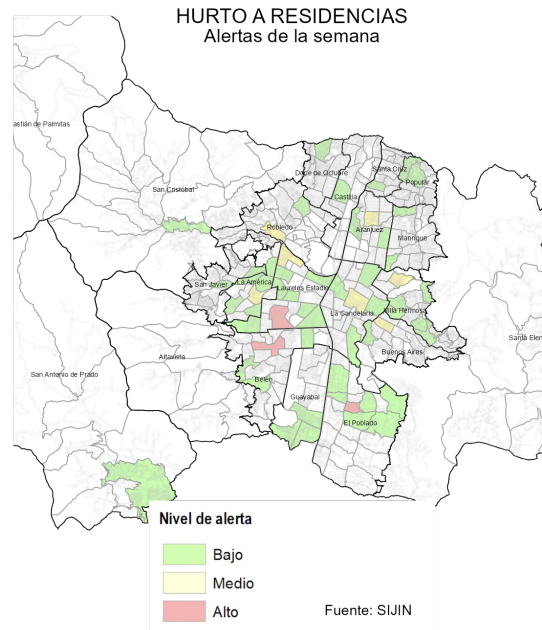 HURTO A RESIDENCIAS
Alertas de la semana
astián de Palmitas
Doce de Octubre
Santa Cruz
Popular
San Cristóbal
Castilla
Robledo
Aranjuez
Manrique
San Javier
La América
Laureles Estadio
La Candelaria
Villa Hermosa
Santa Elen
Altavista
Buenos Aires
San Antonio de Prado
Belén
Guayabal
El Poblado
Nivel de alerta
Bajo
Medio
Alto
Fuente: SIJIN